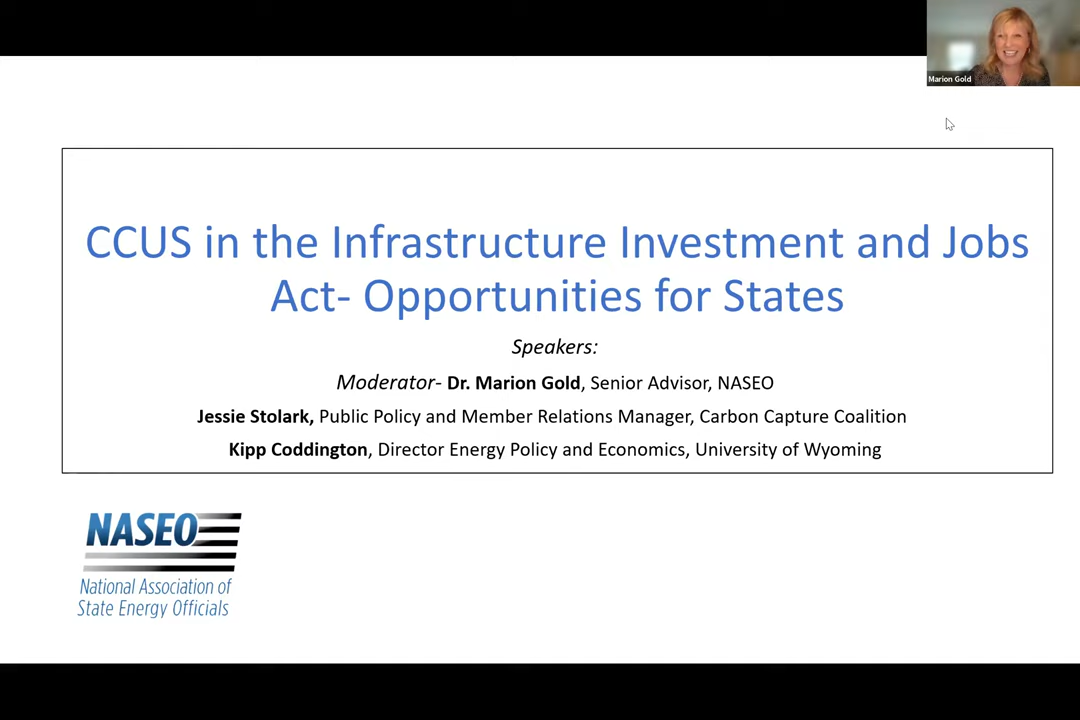 Marion Gold
CCUS in the Infrastructure Investment and Jobs
Act- Opportunities for States
Speakers:
Moderator- Dr. Marion Gold, Senior Advisor, NASEO
Jessie Stolark, Public Policy and Member Relations Manager, Carbon Capture Coalition
Kipp Coddington, Director Energy Policy and Economics, University of Wyoming
NASEO
National Association of
State Energy Officials